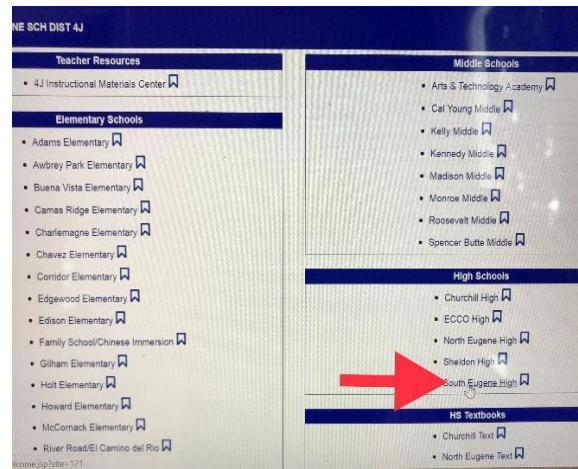 NE SCH DIST 4J
Teacher Resources
4J Instructional Materials Center
Elementary Schools
Adams Elementary
Awbrey Park Elementary
Buena Vista Elementary
Camas Ridge Elementary
Charlemagne Elementary
Chavez Elementary
Corridor Elementary
Edgewood Elementary
Edison Elementary
Family School/Chinese Immersion
Gilham Elementary
Holt Elementary
Howard Elementary
McCornack Elementary
River Road/El Camino del Rio
lcome.jsp?site=121
Middle Schools
Arts & Technology Academy
Cal Young Middle
Kelly Middle
Kennedy Middle
Madison Middle
Monroe Middle
Roosevelt Middle
Spencer Butte Middle
High Schools
Churchill High
ECCO High
North Eugene High
Sheldon High
South Eugene High
HS Textbooks
Churchill Text
North Eugene Text